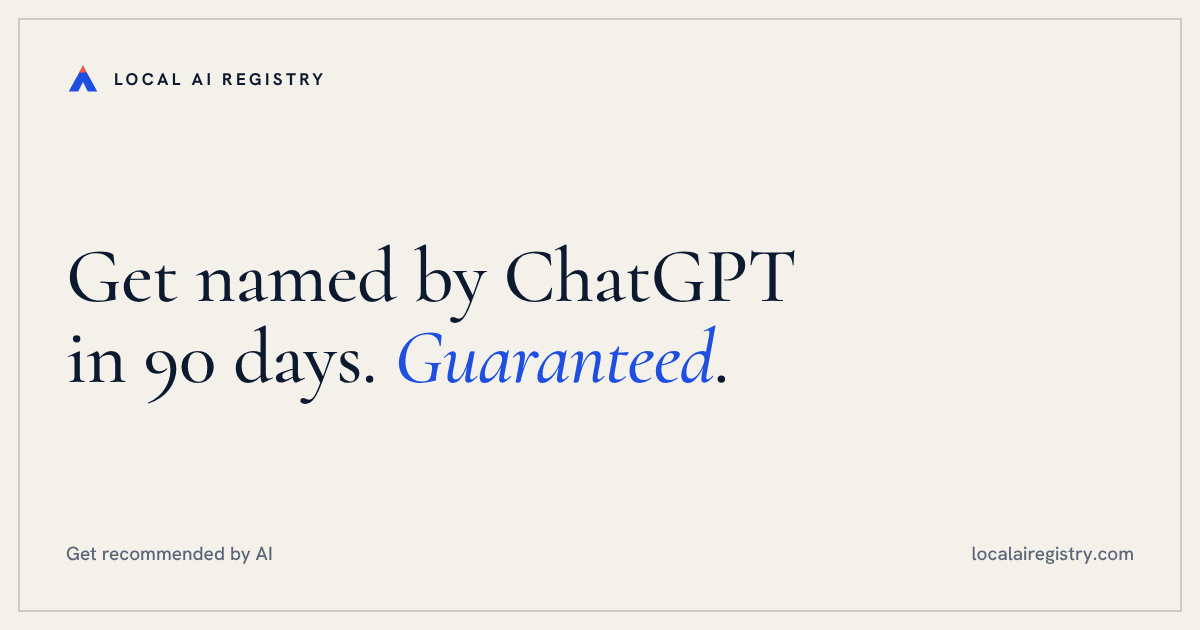 LOCAL AI REGISTRY
Get named by ChatGPT
in 90 days. Guaranteed.
Get recommended by AI
localairegistry.com